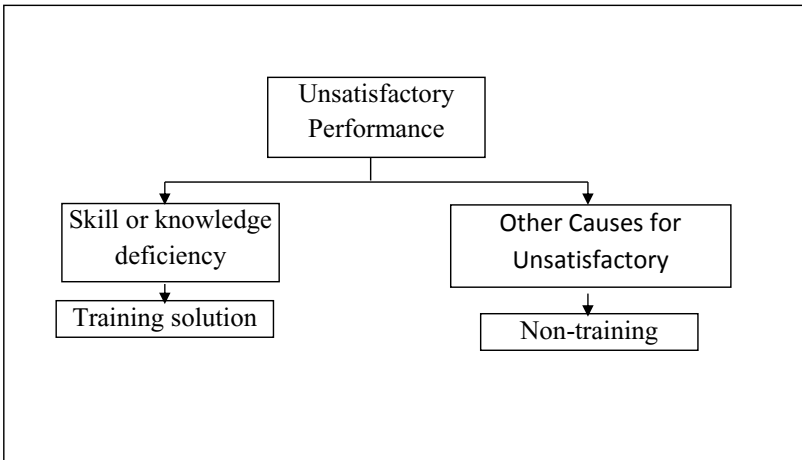 Unsatisfactory
Performance
Skill or knowledge
deficiency
Other Causes for
Unsatisfactory
Training solution
Non-training